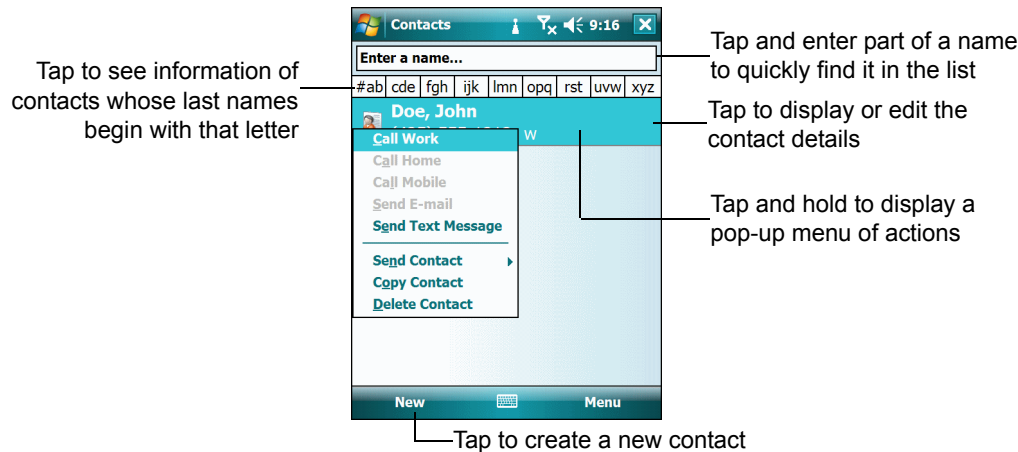 Contacts 9:16
Enter a name...
#ab cde fgh ijk lmn opq rst uvw xyz
Doe, John
W
Call Work
Call Home
Call Mobile
Send E-mail
Send Text Message
Send Contact
Copy Contact
Delete Contact
New Menu
Tap to see information of
contacts whose last names
begin with that letter
Tap and enter part of a name
to quickly find it in the list
Tap to display or edit the
contact details
Tap and hold to display a
pop-up menu of actions
Tap to create a new contact